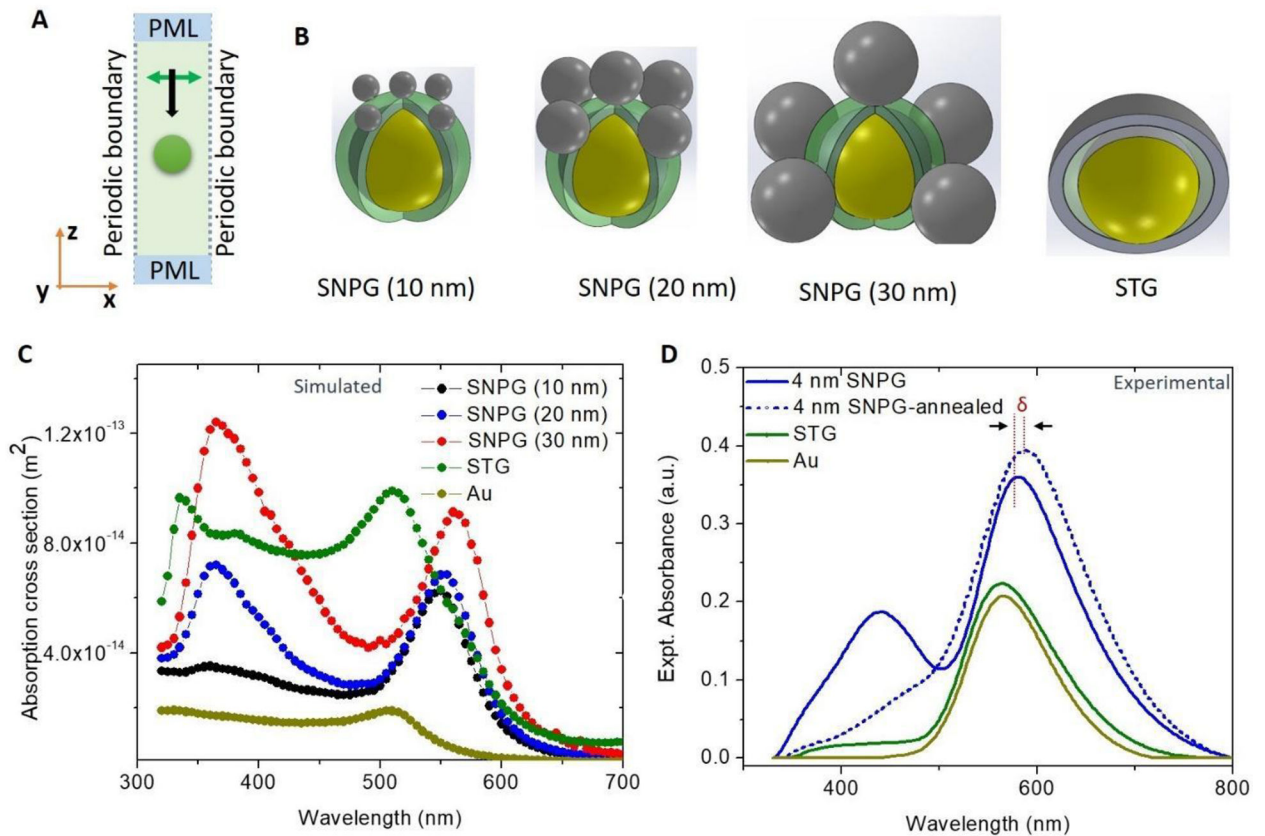 A
PML
Periodic boundary
Periodic boundary
PML
z
y
x
B
SNPG (10 nm)
SNPG (20 nm)
SNPG (30 nm)
STG
C
Simulated
SNPG (10 nm)
SNPG (20 nm)
SNPG (30 nm)
STG
Au
Absorption cross section (m²)
1.2x10⁻¹³
8.0x10⁻¹⁴
4.0x10⁻¹⁴
300 400 500 600 700
Wavelength (nm)
D
Experimental
4 nm SNPG
4 nm SNPG-annealed
STG
Au
δ
Expt. Absorbance (a.u.)
0.5
0.4
0.3
0.2
0.1
0.0
400 600 800
Wavelength (nm)